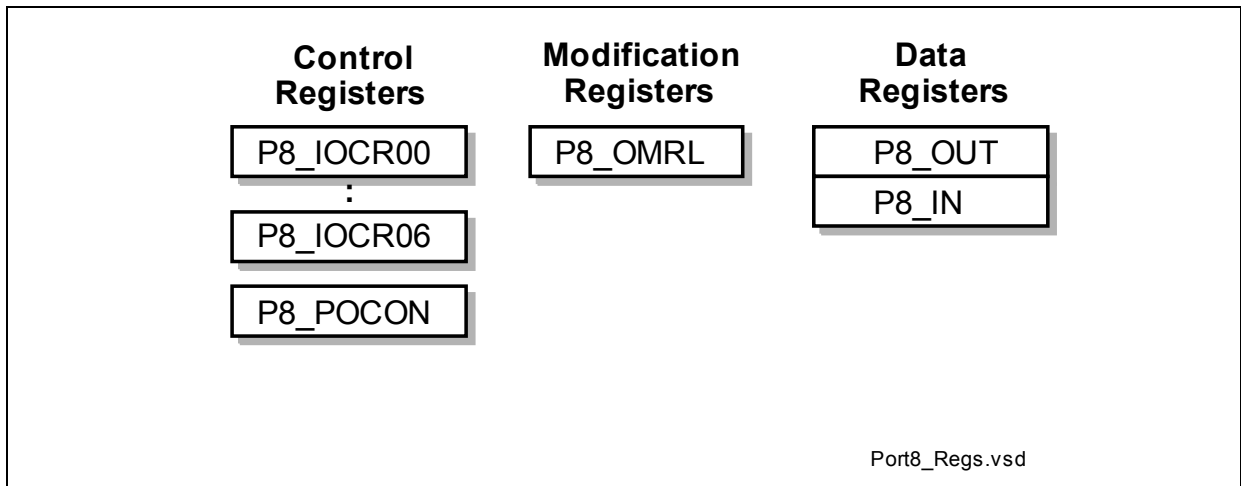 Control
Registers
P8_IOCR00
:
P8_IOCR06
P8_POCON
Modification
Registers
P8_OMRL
Data
Registers
P8_OUT
P8_IN
Port8_Regs.vsd